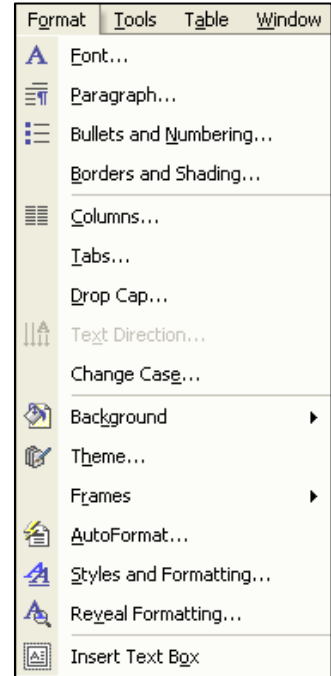 Format Tools Table Window
Font...
Paragraph...
Bullets and Numbering...
Borders and Shading...
Columns...
Tabs...
Drop Cap...
Text Direction...
Change Case...
Background
Theme...
Frames
AutoFormat...
Styles and Formatting...
Reveal Formatting...
Insert Text Box